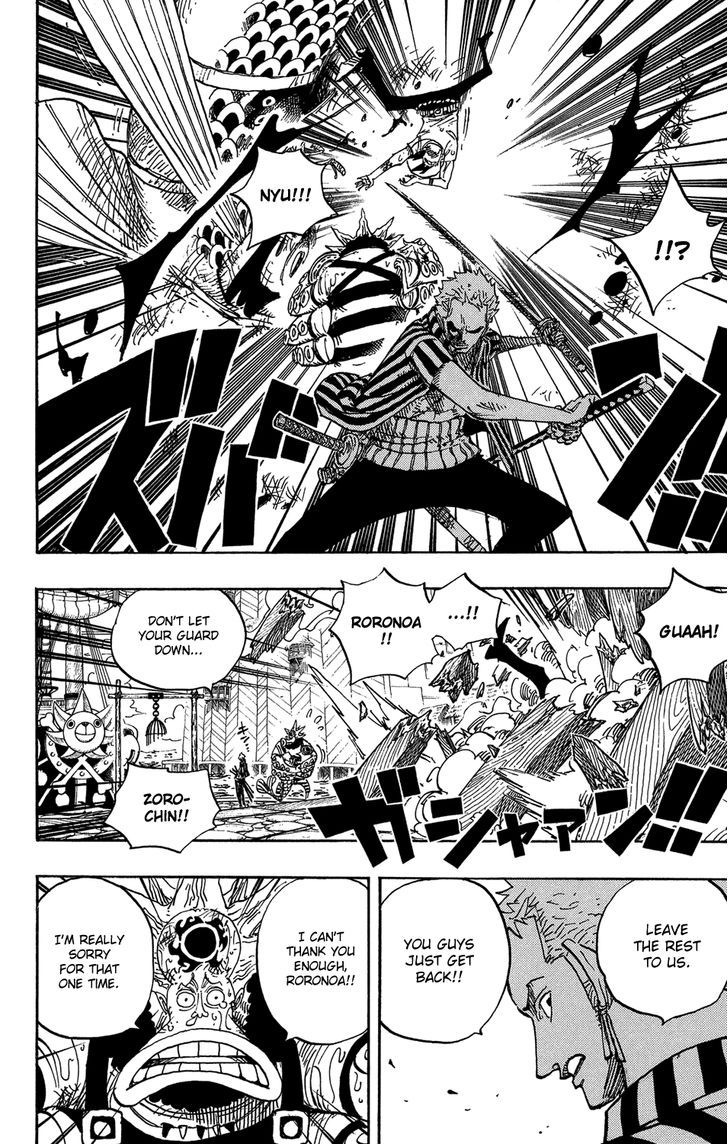 !!?
NYU!!!
ズバ!!
GUAAH!
...!!
RORONOA
!!
DON'T LET
YOUR GUARD
DOWN...
ZORO-
CHIN!!
ガシャアン!!
LEAVE
THE REST
TO US.
YOU GUYS
JUST GET
BACK!!
I CAN'T
THANK YOU
ENOUGH,
RORONOA!!
I'M REALLY
SORRY
FOR THAT
ONE TIME.